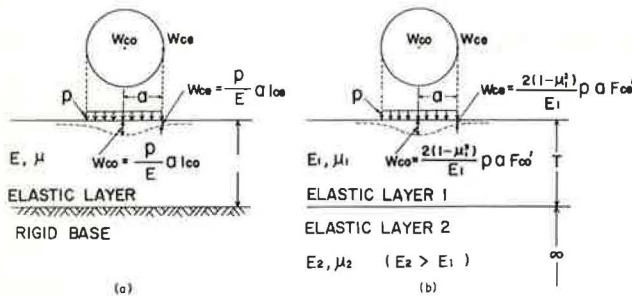 Wco Wce
p a
Wce = p/E a Ice
E, μ
Wco = p/E a Ico
ELASTIC LAYER
RIGID BASE
(a)
Wco Wce
p a
Wce = 2(1-μ₁²)/E₁ p a Fce'
E₁, μ₁
Wco = 2(1-μ₁²)/E₁ p a Fco'
T
ELASTIC LAYER 1
ELASTIC LAYER 2
E₂, μ₂ (E₂ > E₁)
∞
(b)